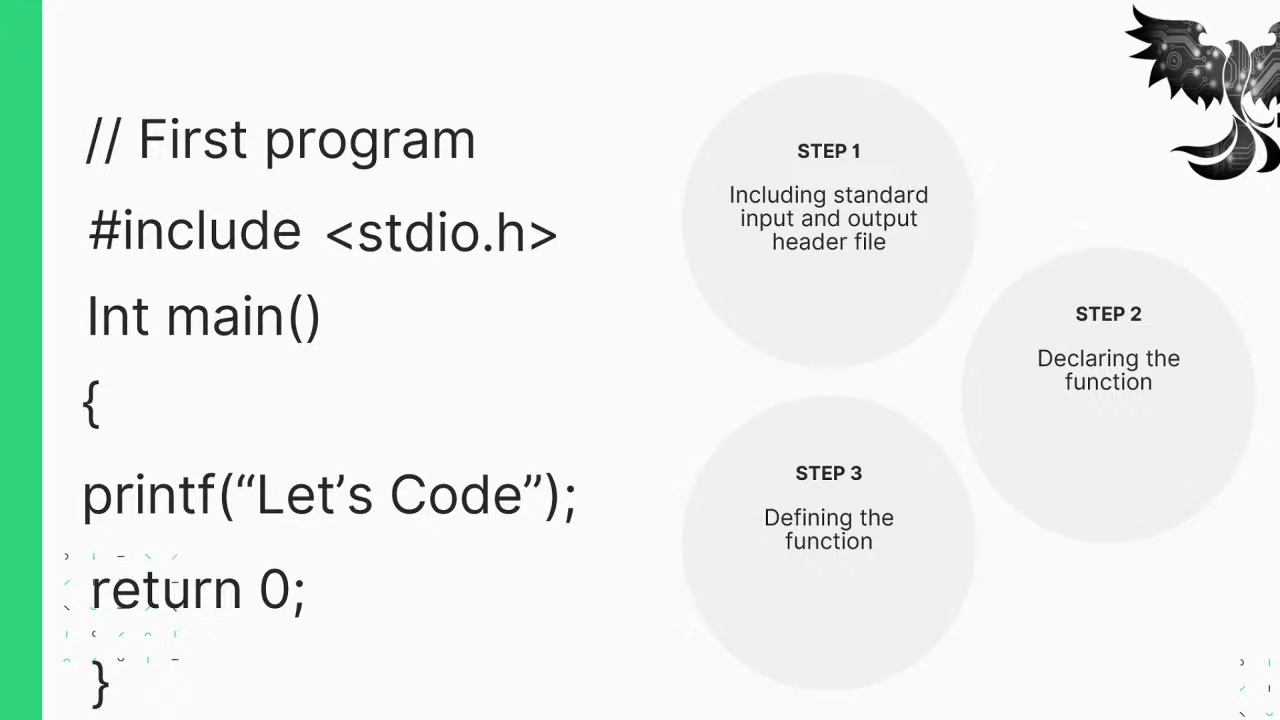 // First program
#include <stdio.h>
Int main()
{
printf(“Let’s Code”);
return 0;
}
STEP 1
Including standard
input and output
header file
STEP 2
Declaring the
function
STEP 3
Defining the
function